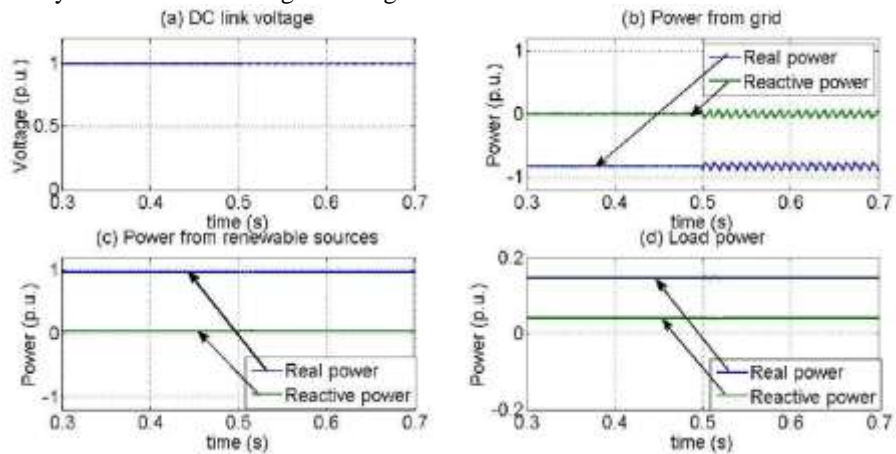 (a) DC link voltage
Voltage (p.u.)
1
0.5
0
0.3 0.4 0.5 0.6 0.7
time (s)
(b) Power from grid
Power (p.u.)
1
0
-1
Real power
Reactive power
0.3 0.4 0.5 0.6 0.7
time (s)
(c) Power from renewable sources
Power (p.u.)
1
0
-1
Real power
Reactive power
0.3 0.4 0.5 0.6 0.7
time (s)
(d) Load power
Power (p.u.)
0.2
0
-0.2
Real power
Reactive power
0.3 0.4 0.5 0.6 0.7
time (s)